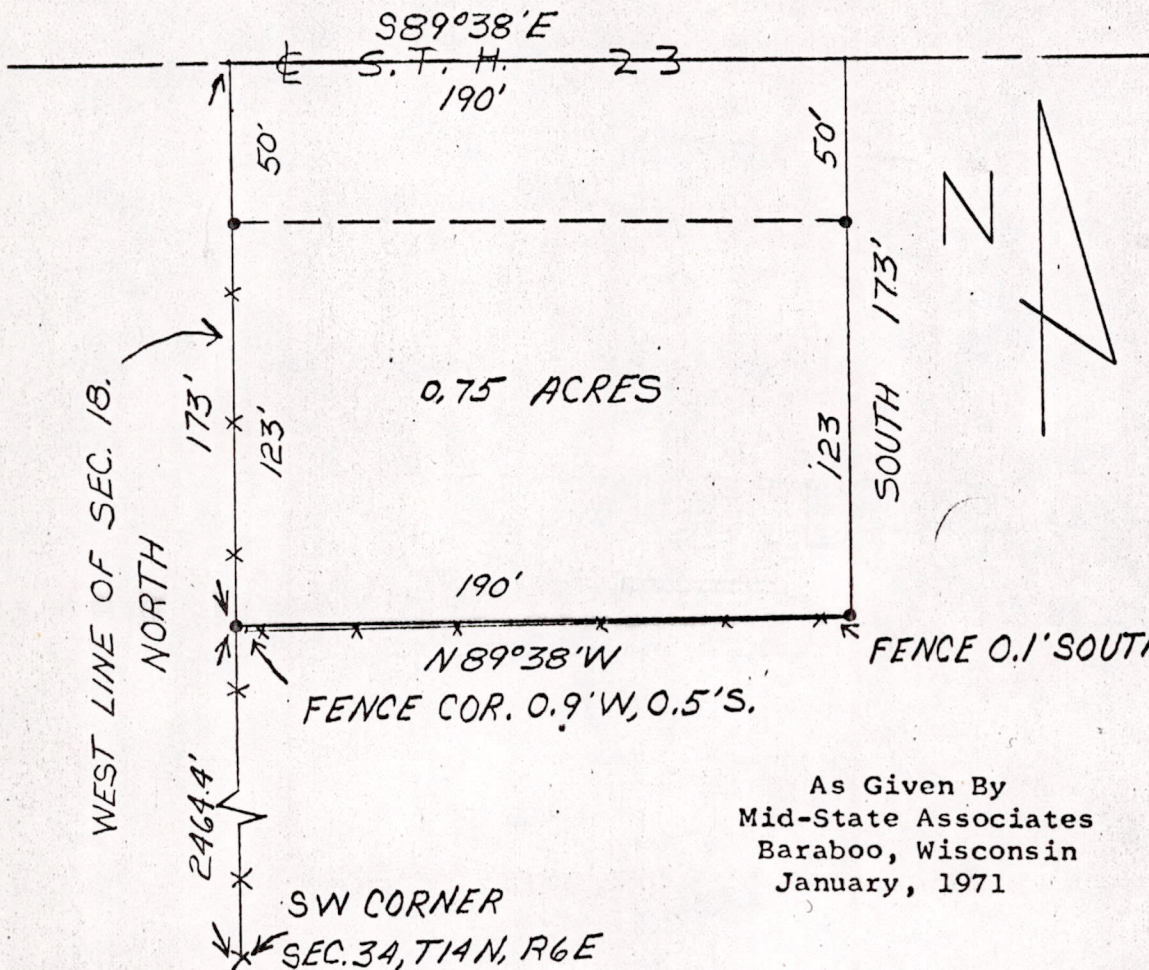 S89°38'E
℄ S. T. H. 23
190'
50'
50'
N
173'
SOUTH
0.75 ACRES
123'
173'
123
WEST LINE OF SEC. 18.
NORTH
190'
N89°38'W
FENCE 0.1' SOUTH
FENCE COR. 0.9'W, 0.5'S.
2464.4'
As Given By
Mid-State Associates
Baraboo, Wisconsin
January, 1971
SW CORNER
SEC. 34, T14N, R6E